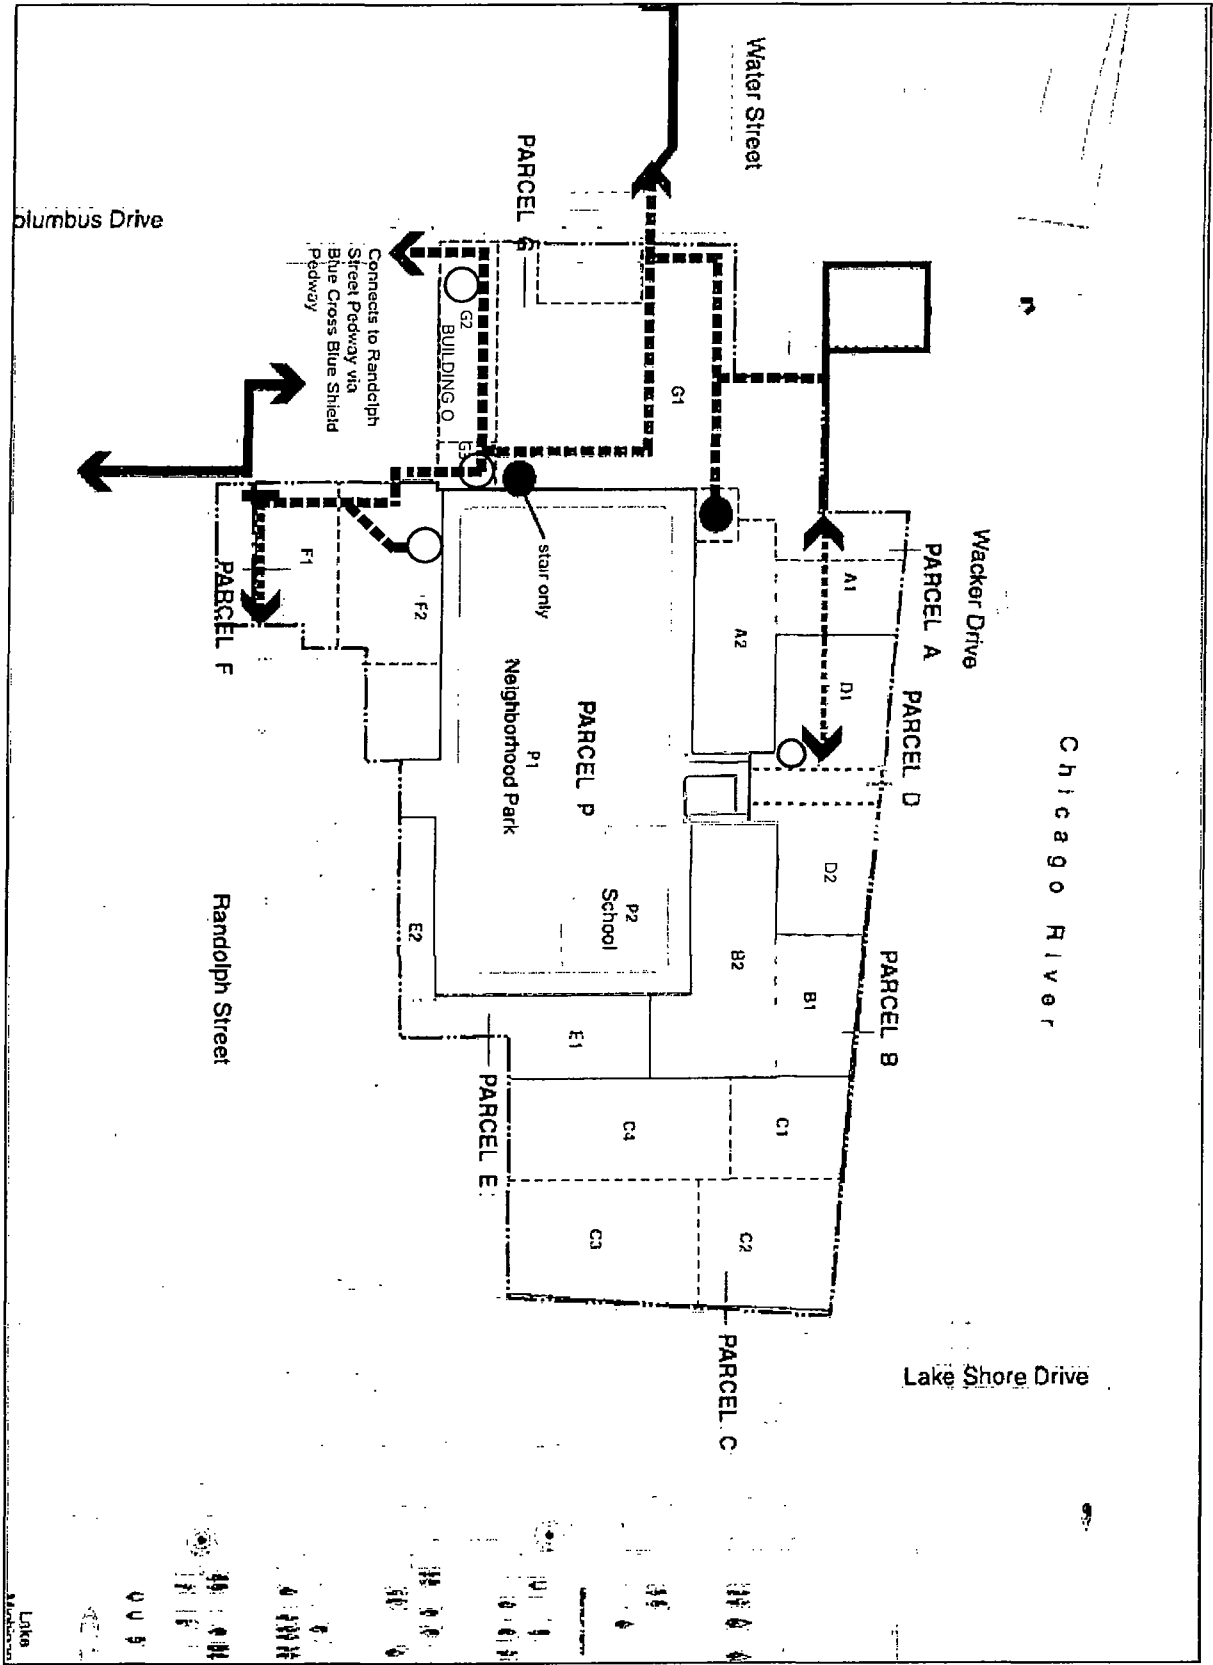 Chicago River
Lake Shore Drive
Wacker Drive
PARCEL A
PARCEL D
PARCEL B
A1
D1
D2
B1
C1
C2
Water Street
A2
B2
PARCEL C
G1
PARCEL P
P2
School
C4
C3
P1
Neighborhood Park
stair only
E1
PARCEL G
PARCEL E
G2
G3
BUILDING O
F2
E2
Connects to Randolph
Street Pedway via
Blue Cross Blue Shield
Pedway
F1
PARCEL F
Randolph Street
olumbus Drive
Lake